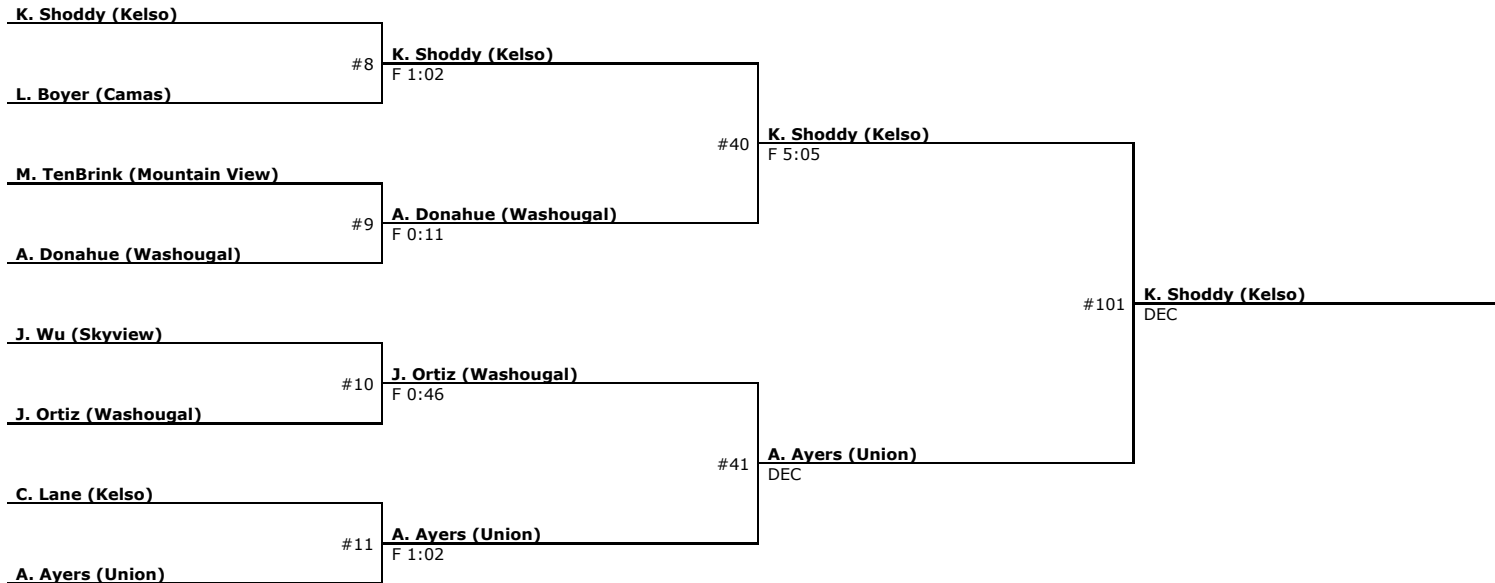 K. Shoddy (Kelso)
#8
K. Shoddy (Kelso)
F 1:02
L. Boyer (Camas)
#40
K. Shoddy (Kelso)
F 5:05
M. TenBrink (Mountain View)
#9
A. Donahue (Washougal)
F 0:11
A. Donahue (Washougal)
#101
K. Shoddy (Kelso)
DEC
J. Wu (Skyview)
#10
J. Ortiz (Washougal)
F 0:46
J. Ortiz (Washougal)
#41
A. Ayers (Union)
DEC
C. Lane (Kelso)
#11
A. Ayers (Union)
F 1:02
A. Ayers (Union)